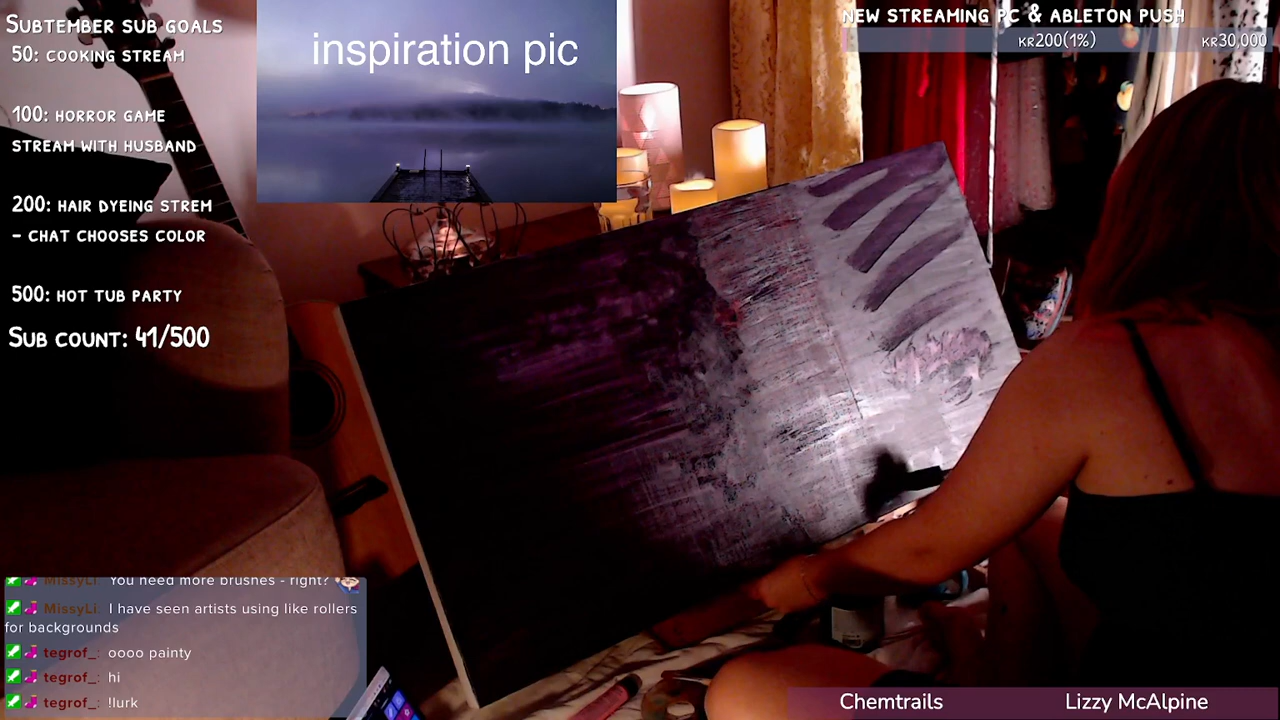 SUBTEMBER SUB GOALS
50: COOKING STREAM
100: HORROR GAME
STREAM WITH HUSBAND
200: HAIR DYEING STREM
- CHAT CHOOSES COLOR
500: HOT TUB PARTY
SUB COUNT: 41/500
inspiration pic
NEW STREAMING PC & ABLETON PUSH
KR200(1%)
KR30,000
MissyLi: You need more brushes - right?
MissyLi: I have seen artists using like rollers
for backgrounds
tegrof_: oooo painty
tegrof_: hi
tegrof_: !lurk
Chemtrails
Lizzy McAlpine